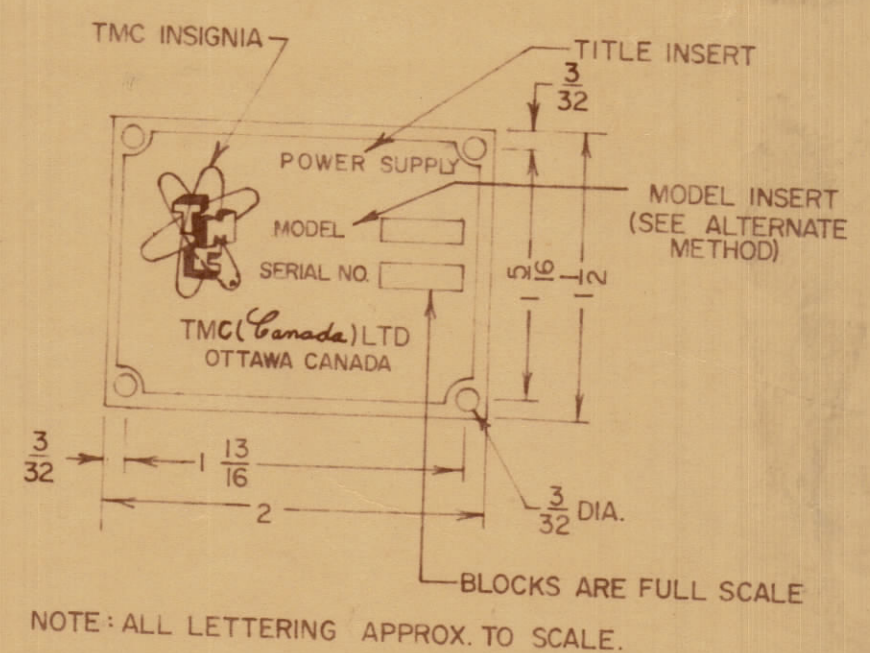 TMC INSIGNIA
TITLE INSERT
3/32
POWER SUPPLY
MODEL INSERT
(SEE ALTERNATE
METHOD)
MODEL
SERIAL NO.
1 5/16
1 1/2
TMC (Canada) LTD
OTTAWA CANADA
3/32
1 13/16
2
3/32 DIA.
BLOCKS ARE FULL SCALE
NOTE: ALL LETTERING APPROX. TO SCALE.